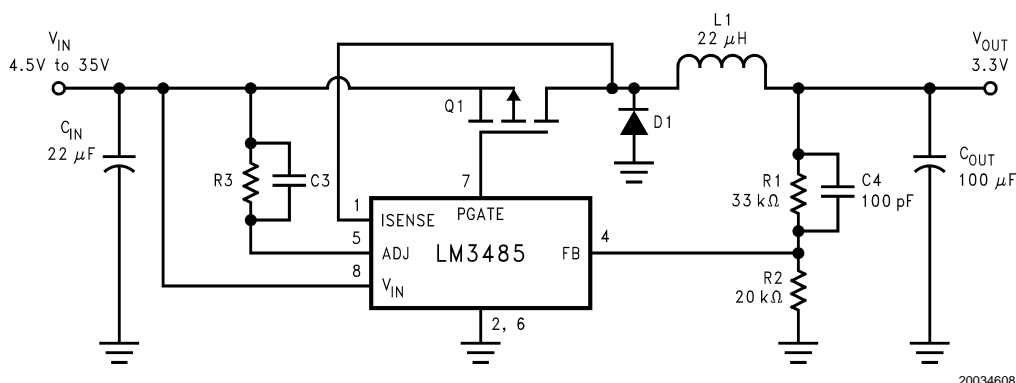 L1
22 μH
V_IN
4.5V to 35V
V_OUT
3.3V
Q1
D1
C_IN
22 μF
R3
C3
7
PGATE
1
ISENSE
5
ADJ
8
V_IN
LM3485
FB
4
2, 6
R1
33 kΩ
C4
100 pF
R2
20 kΩ
C_OUT
100 μF
20034608